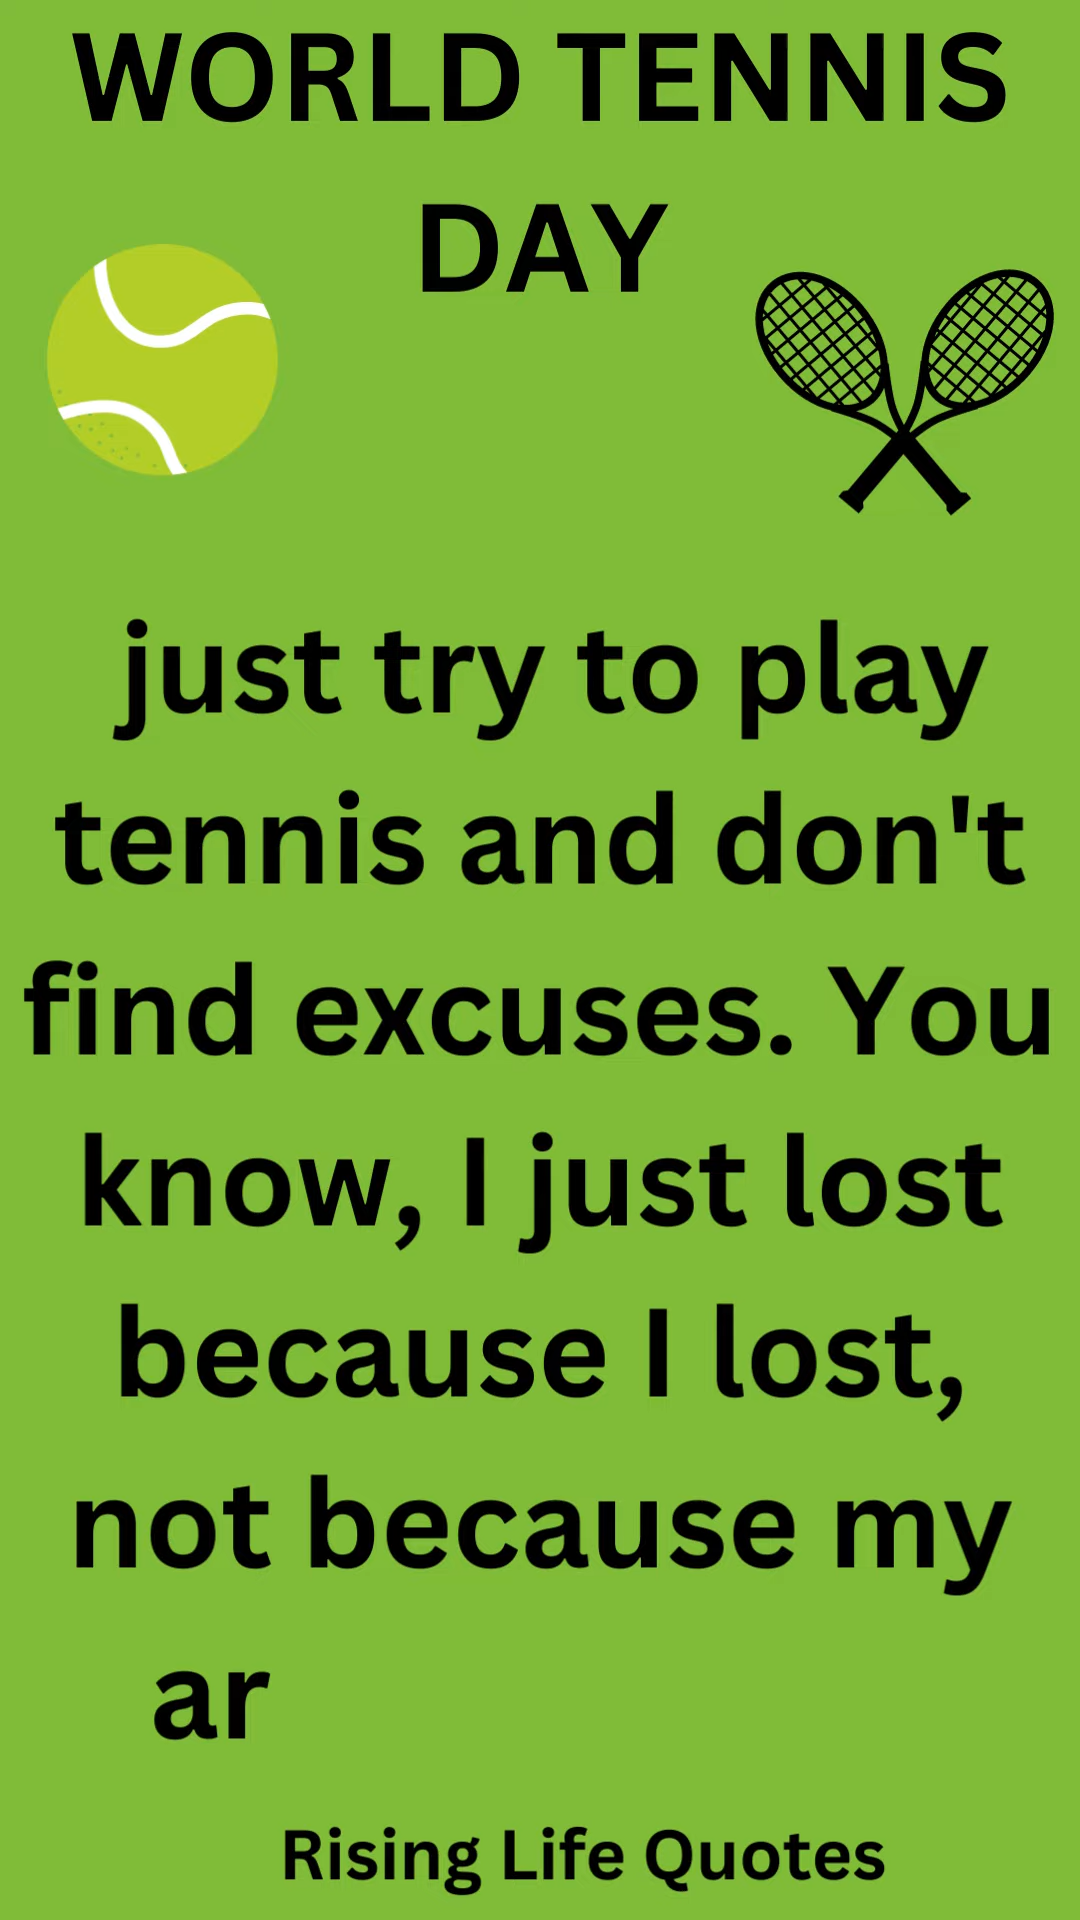 WORLD TENNIS
DAY
just try to play
tennis and don't
find excuses. You
know, I just lost
because I lost,
not because my
ar
Rising Life Quotes